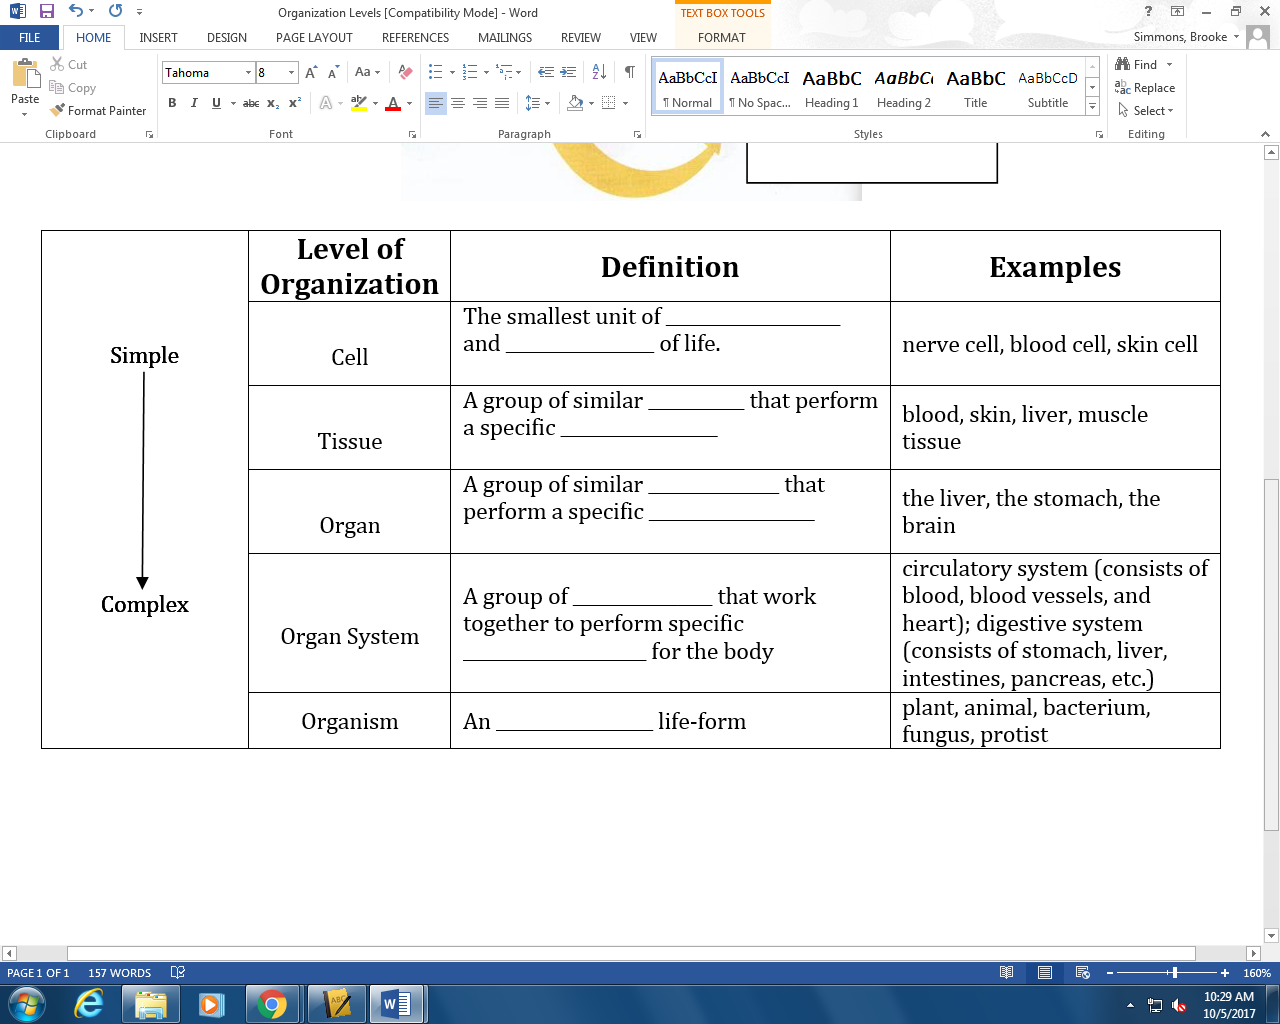 Organization Levels [Compatibility Mode] - Word
TEXT BOX TOOLS
FILE HOME INSERT DESIGN PAGE LAYOUT REFERENCES MAILINGS REVIEW VIEW FORMAT
Simmons, Brooke
Paste
Cut
Copy
Format Painter
Clipboard
Tahoma 8
Font
Paragraph
AaBbCcI AaBbCcI AaBbC AaBbCc AaBbC AaBbCcD
¶ Normal ¶ No Spac... Heading 1 Heading 2 Title Subtitle
Styles
Find
Replace
Select
Editing
Simple
Complex
Level of
Organization
Definition
Examples
Cell
The smallest unit of ________________
and ______________ of life.
nerve cell, blood cell, skin cell
Tissue
A group of similar _________ that perform
a specific _______________
blood, skin, liver, muscle
tissue
Organ
A group of similar ____________ that
perform a specific ________________
the liver, the stomach, the
brain
Organ System
A group of _____________ that work
together to perform specific
_________________ for the body
circulatory system (consists of
blood, blood vessels, and
heart); digestive system
(consists of stomach, liver,
intestines, pancreas, etc.)
Organism
An _______________ life-form
plant, animal, bacterium,
fungus, protist
PAGE 1 OF 1 157 WORDS
160%
10:29 AM
10/5/2017